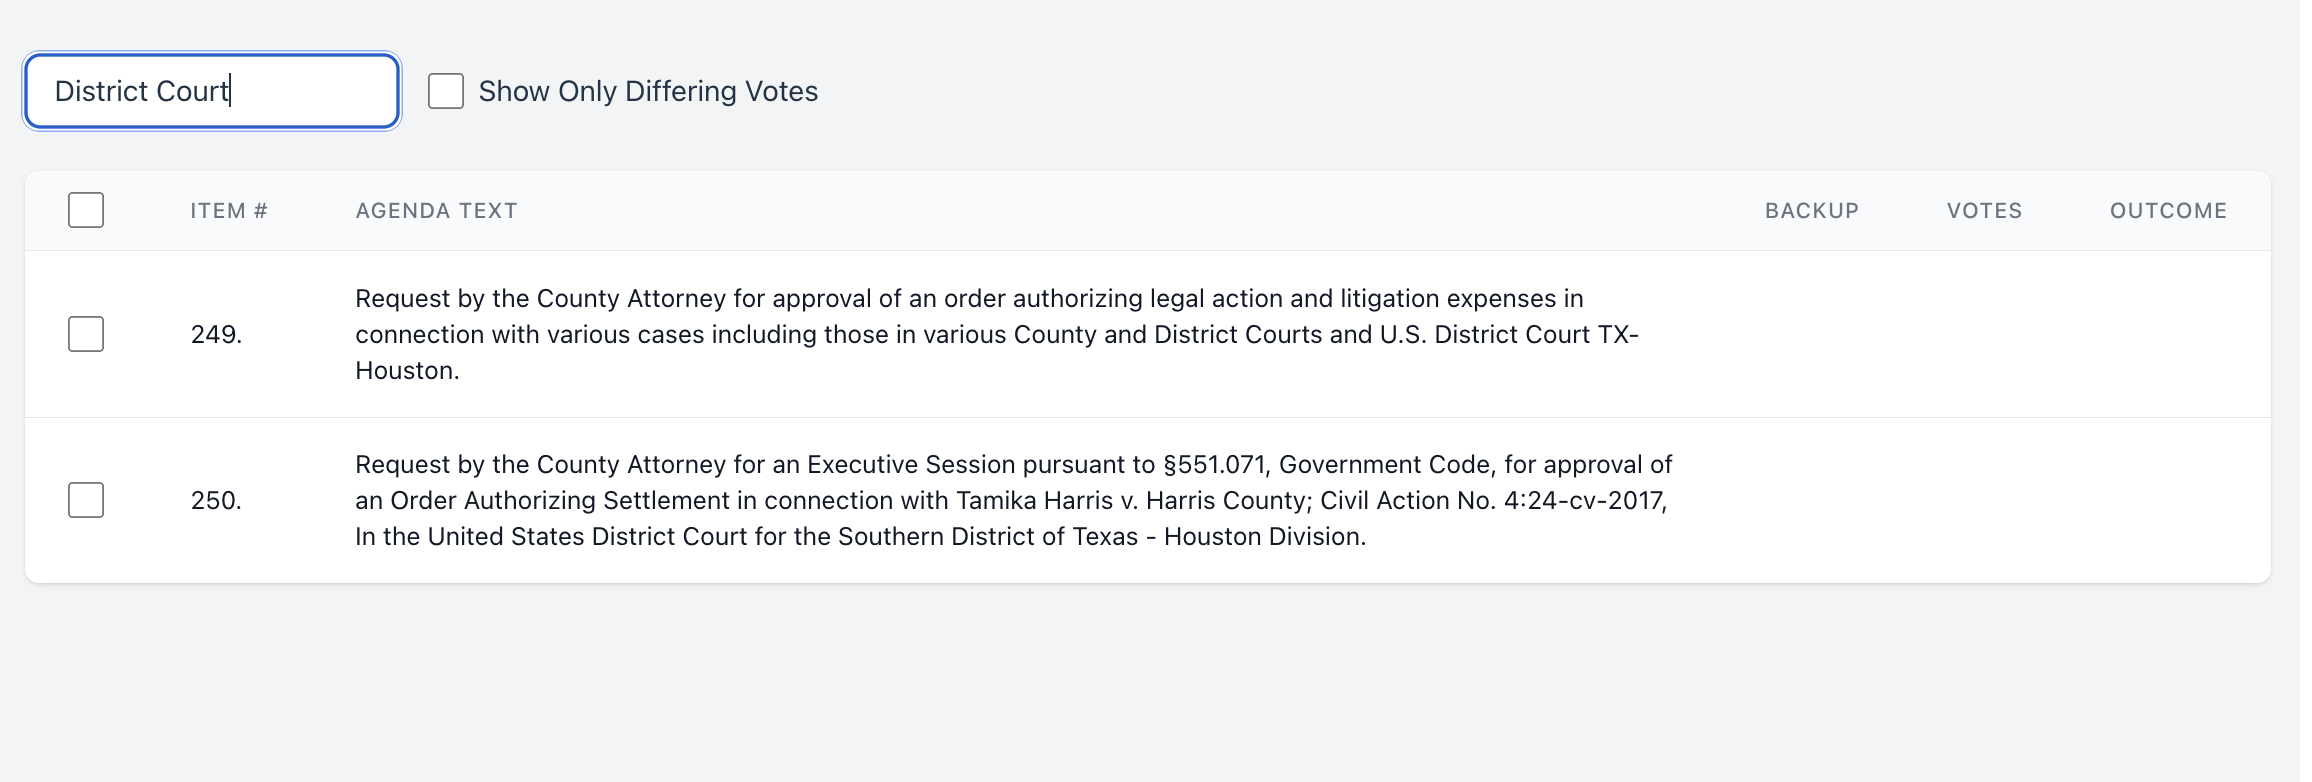 District Court
Show Only Differing Votes
ITEM # AGENDA TEXT BACKUP VOTES OUTCOME
Request by the County Attorney for approval of an order authorizing legal action and litigation expenses in
249. connection with various cases including those in various County and District Courts and U.S. District Court TX-
Houston.
Request by the County Attorney for an Executive Session pursuant to §551.071, Government Code, for approval of
250. an Order Authorizing Settlement in connection with Tamika Harris v. Harris County; Civil Action No. 4:24-cv-2017,
In the United States District Court for the Southern District of Texas - Houston Division.